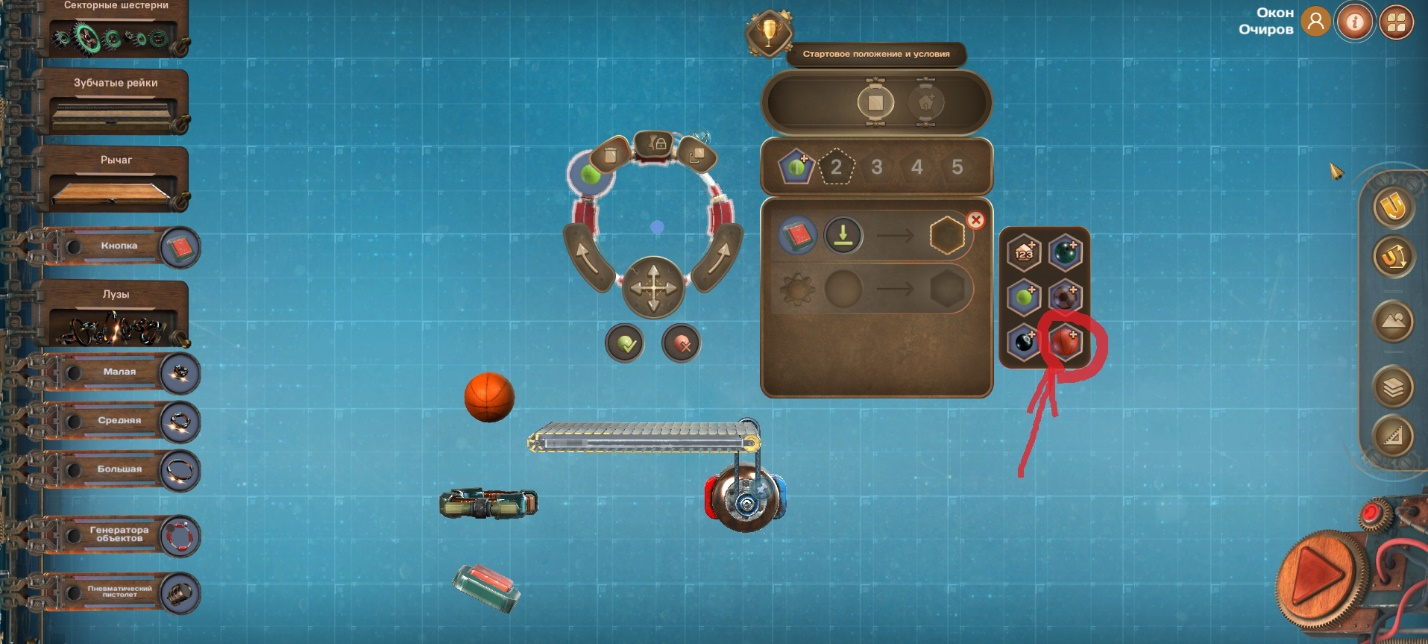 Секторные шестерни
Зубчатые рейки
Рычаг
Кнопка
Лузы
Малая
Средняя
Большая
Генератора
объектов
Пневматический
пистолет
Стартовое положение и условия
2 3 4 5
123
Окон
Очиров